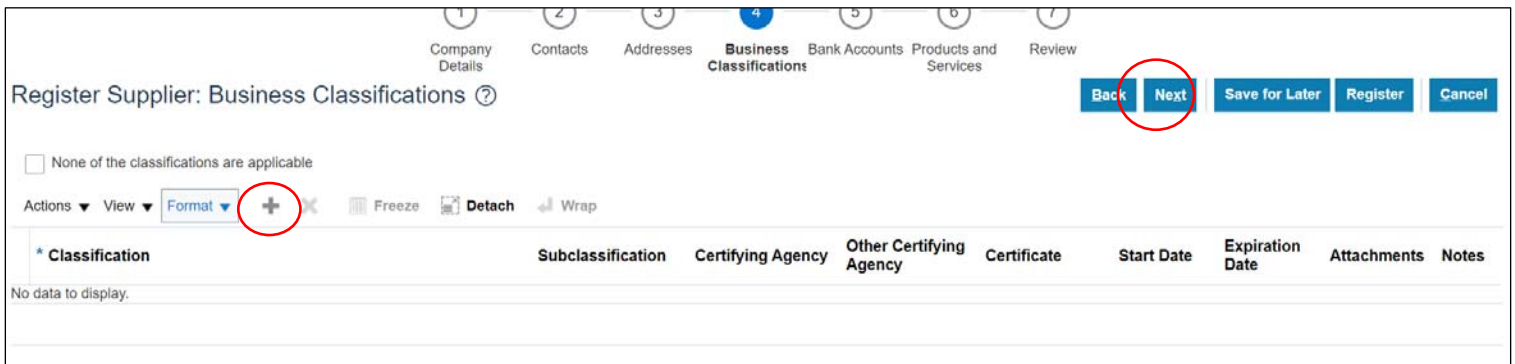 1 2 3 4 5 6 7
Company Details Contacts Addresses Business Classifications Bank Accounts Products and Services Review
Register Supplier: Business Classifications ?
Back Next Save for Later Register Cancel
None of the classifications are applicable
Actions View Format Freeze Detach Wrap
* Classification Subclassification Certifying Agency Other Certifying Agency Certificate Start Date Expiration Date Attachments Notes
No data to display.